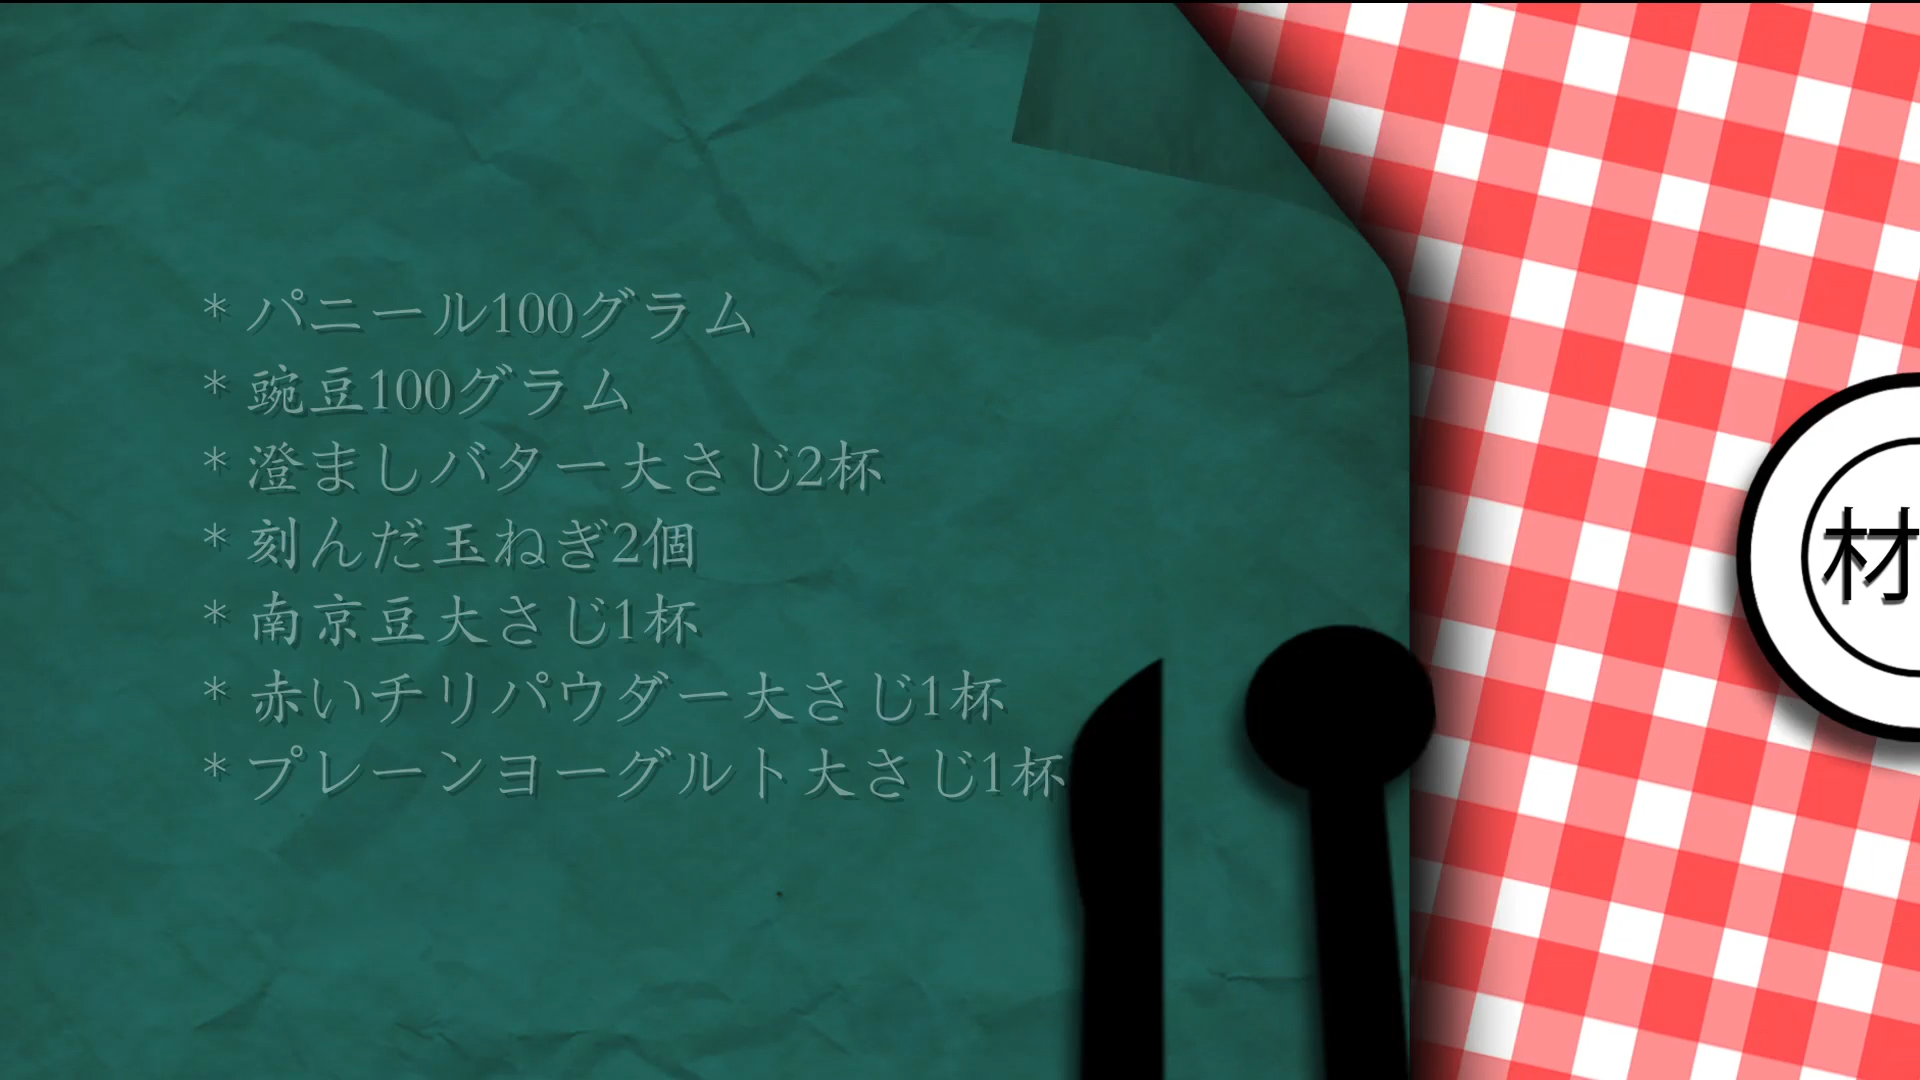 * パニール100グラム
* 豌豆100グラム
* 澄ましバター大さじ2杯
* 刻んだ玉ねぎ2個
* 南京豆大さじ1杯
* 赤いチリパウダー大さじ1杯
* プレーンヨーグルト大さじ1杯
材